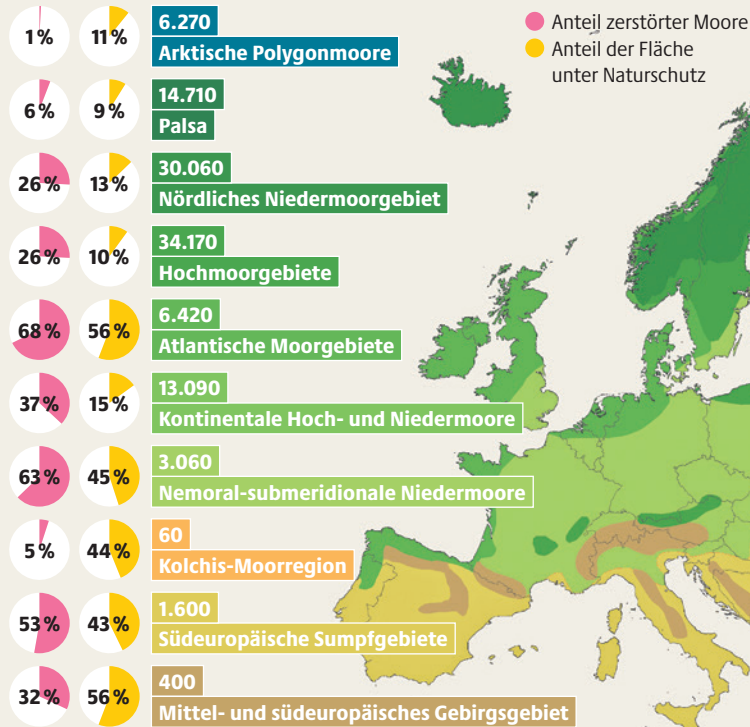 Anteil zerstörter Moore
Anteil der Fläche
unter Naturschutz
1 % 11 % 6.270
Arktische Polygonmoore
6 % 9 % 14.710
Palsa
26 % 13 % 30.060
Nördliches Niedermoorgebiet
26 % 10 % 34.170
Hochmoorgebiete
68 % 56 % 6.420
Atlantische Moorgebiete
37 % 15 % 13.090
Kontinentale Hoch- und Niedermoore
63 % 45 % 3.060
Nemoral-submeridionale Niedermoore
5 % 44 % 60
Kolchis-Moorregion
53 % 43 % 1.600
Südeuropäische Sumpfgebiete
32 % 56 % 400
Mittel- und südeuropäisches Gebirgsgebiet